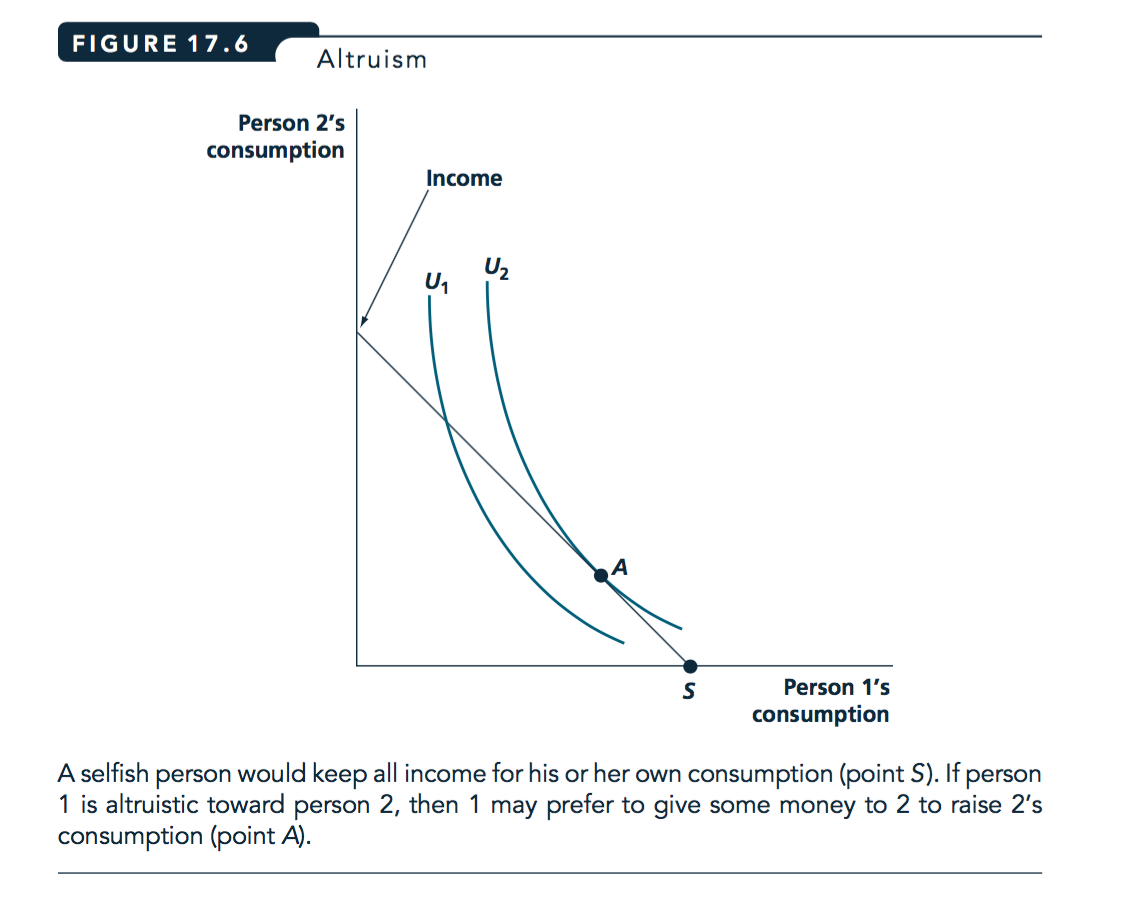 FIGURE 17.6
Altruism
Person 2's
consumption
Income
U1
U2
A
S
Person 1's
consumption
A selfish person would keep all income for his or her own consumption (point S). If person
1 is altruistic toward person 2, then 1 may prefer to give some money to 2 to raise 2's
consumption (point A).